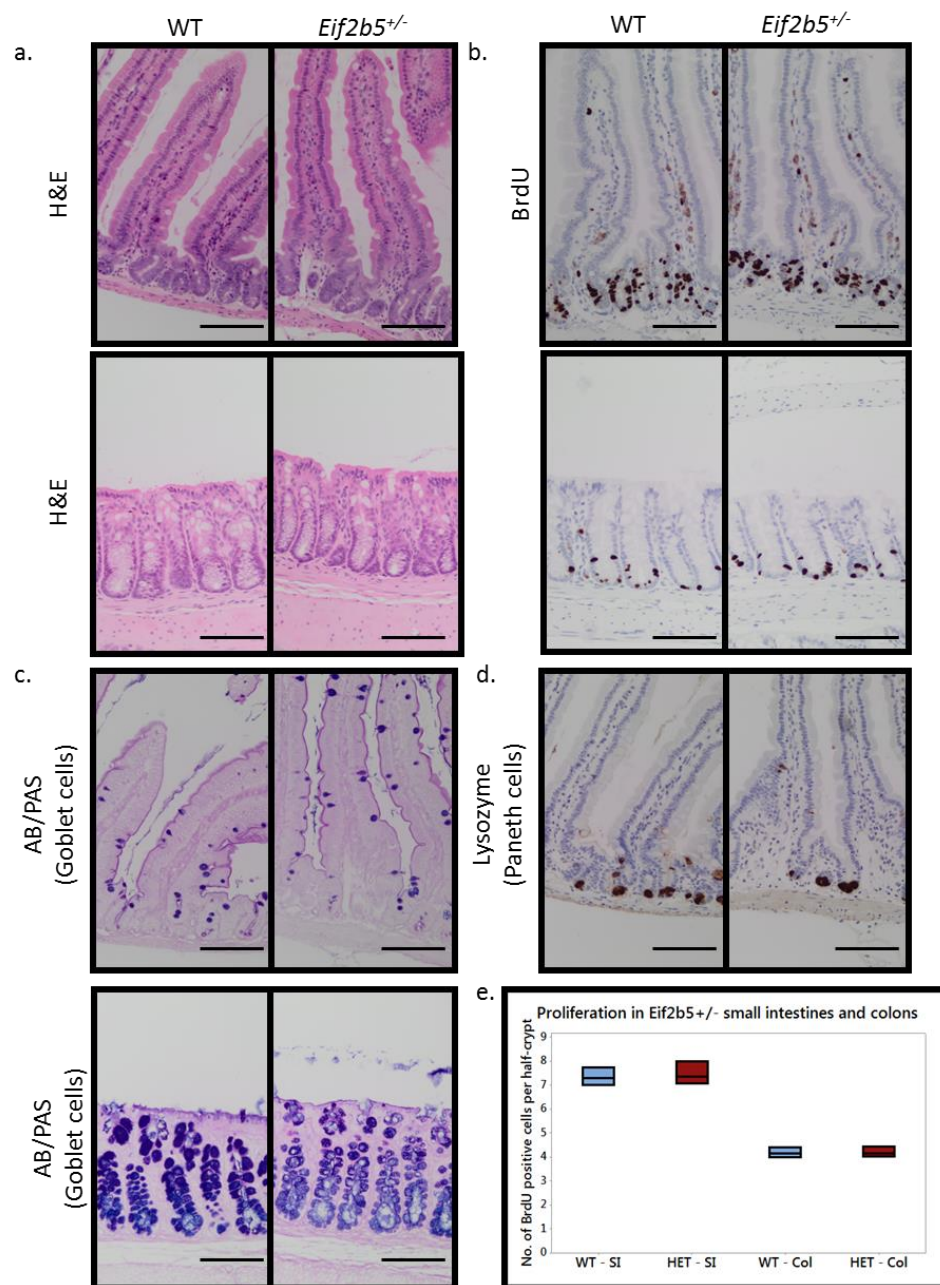 WT
Eif2b5+/-
WT
Eif2b5+/-
a.
b.
H&E
BrdU
H&E
c.
d.
AB/PAS
(Goblet cells)
Lysozyme
(Paneth cells)
e.
AB/PAS
(Goblet cells)
Proliferation in Eif2b5+/- small intestines and colons
No. of BrdU positive cells per half-crypt
9
8
7
6
5
4
3
2
1
0
WT - SI
HET - SI
WT - Col
HET - Col